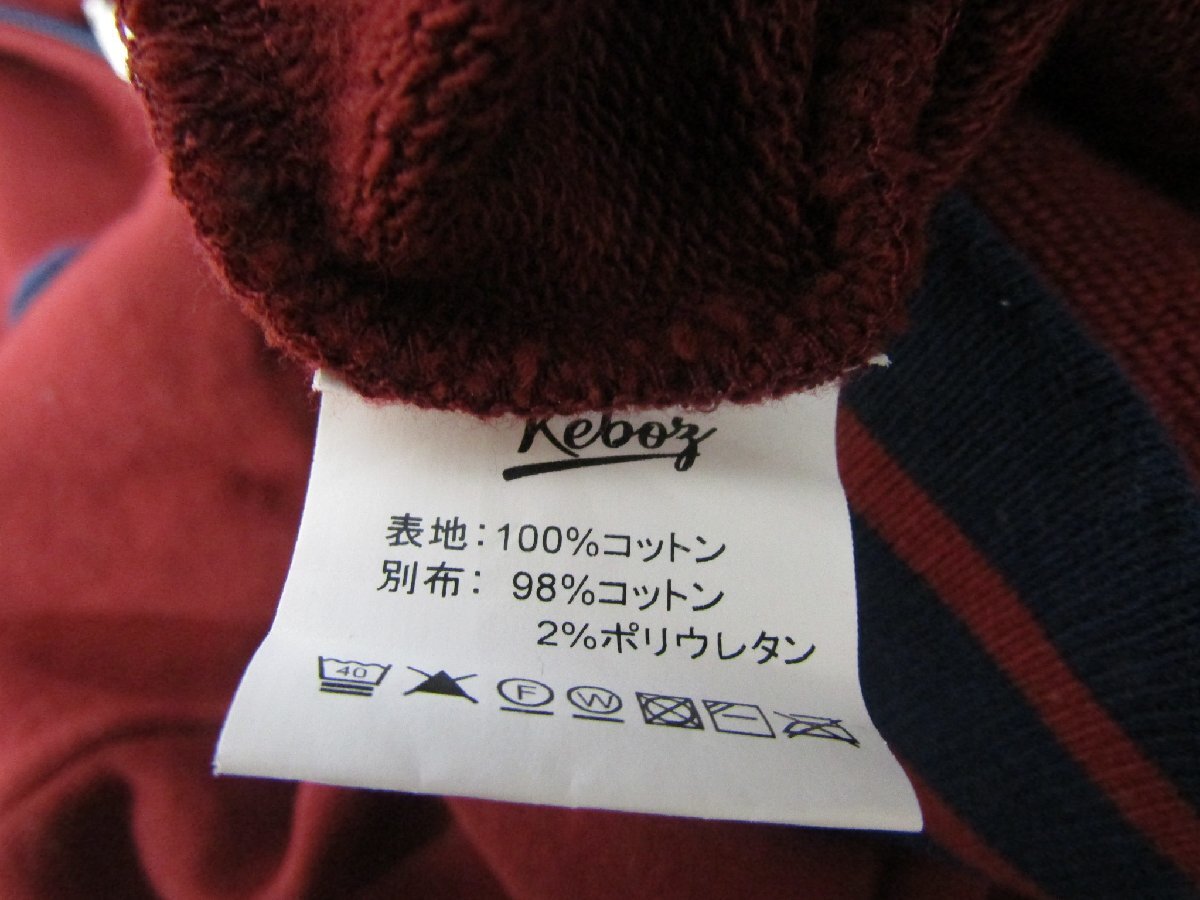 Keboz
表地：100%コットン
別布： 98%コットン
2%ポリウレタン
40 F W